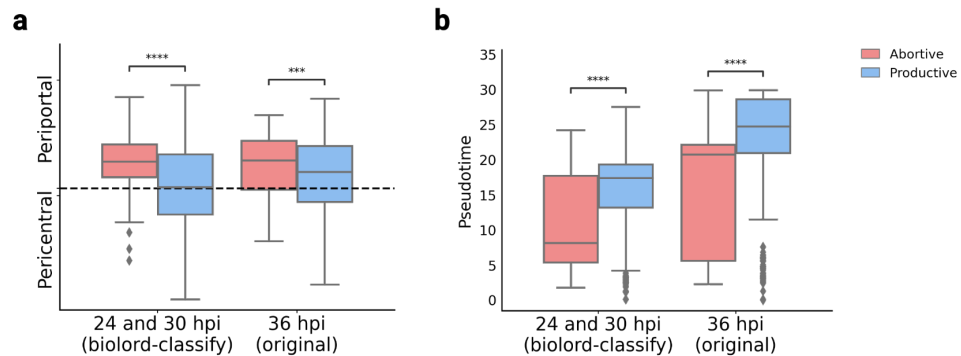 a
Periportal
Pericentral
****
***
24 and 30 hpi
(biolord-classify)
36 hpi
(original)
b
Pseudotime
35
30
25
20
15
10
5
0
****
****
24 and 30 hpi
(biolord-classify)
36 hpi
(original)
Abortive
Productive